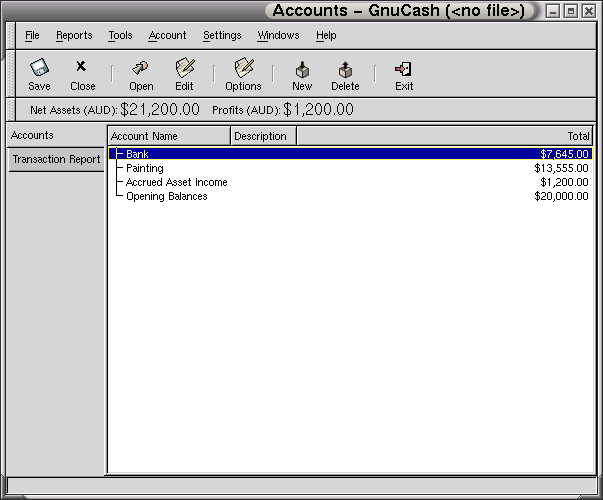 Accounts – GnuCash (<no file>)
File Reports Tools Account Settings Windows Help
Save Close Open Edit Options New Delete Exit
Net Assets (AUD): $21,200.00 Profits (AUD): $1,200.00
Accounts
Transaction Report
Account Name Description Total
Bank $7,645.00
Painting $13,555.00
Accrued Asset Income $1,200.00
Opening Balances $20,000.00